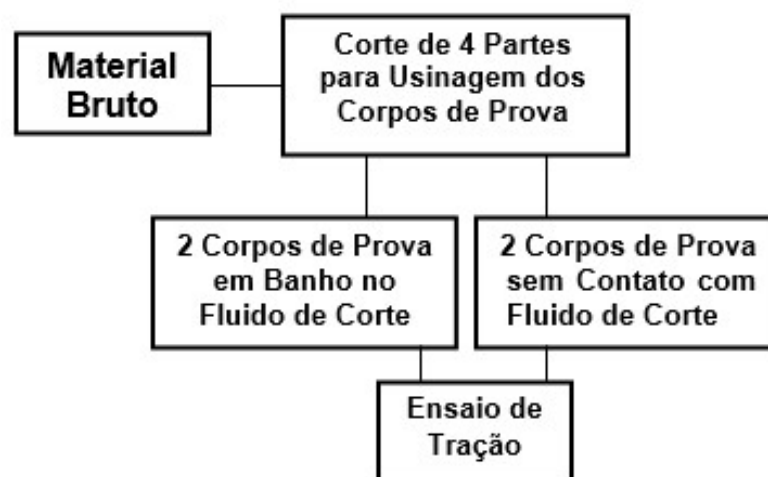 Material
Bruto
Corte de 4 Partes
para Usinagem dos
Corpos de Prova
2 Corpos de Prova
em Banho no
Fluido de Corte
2 Corpos de Prova
sem Contato com
Fluido de Corte
Ensaio de
Tração